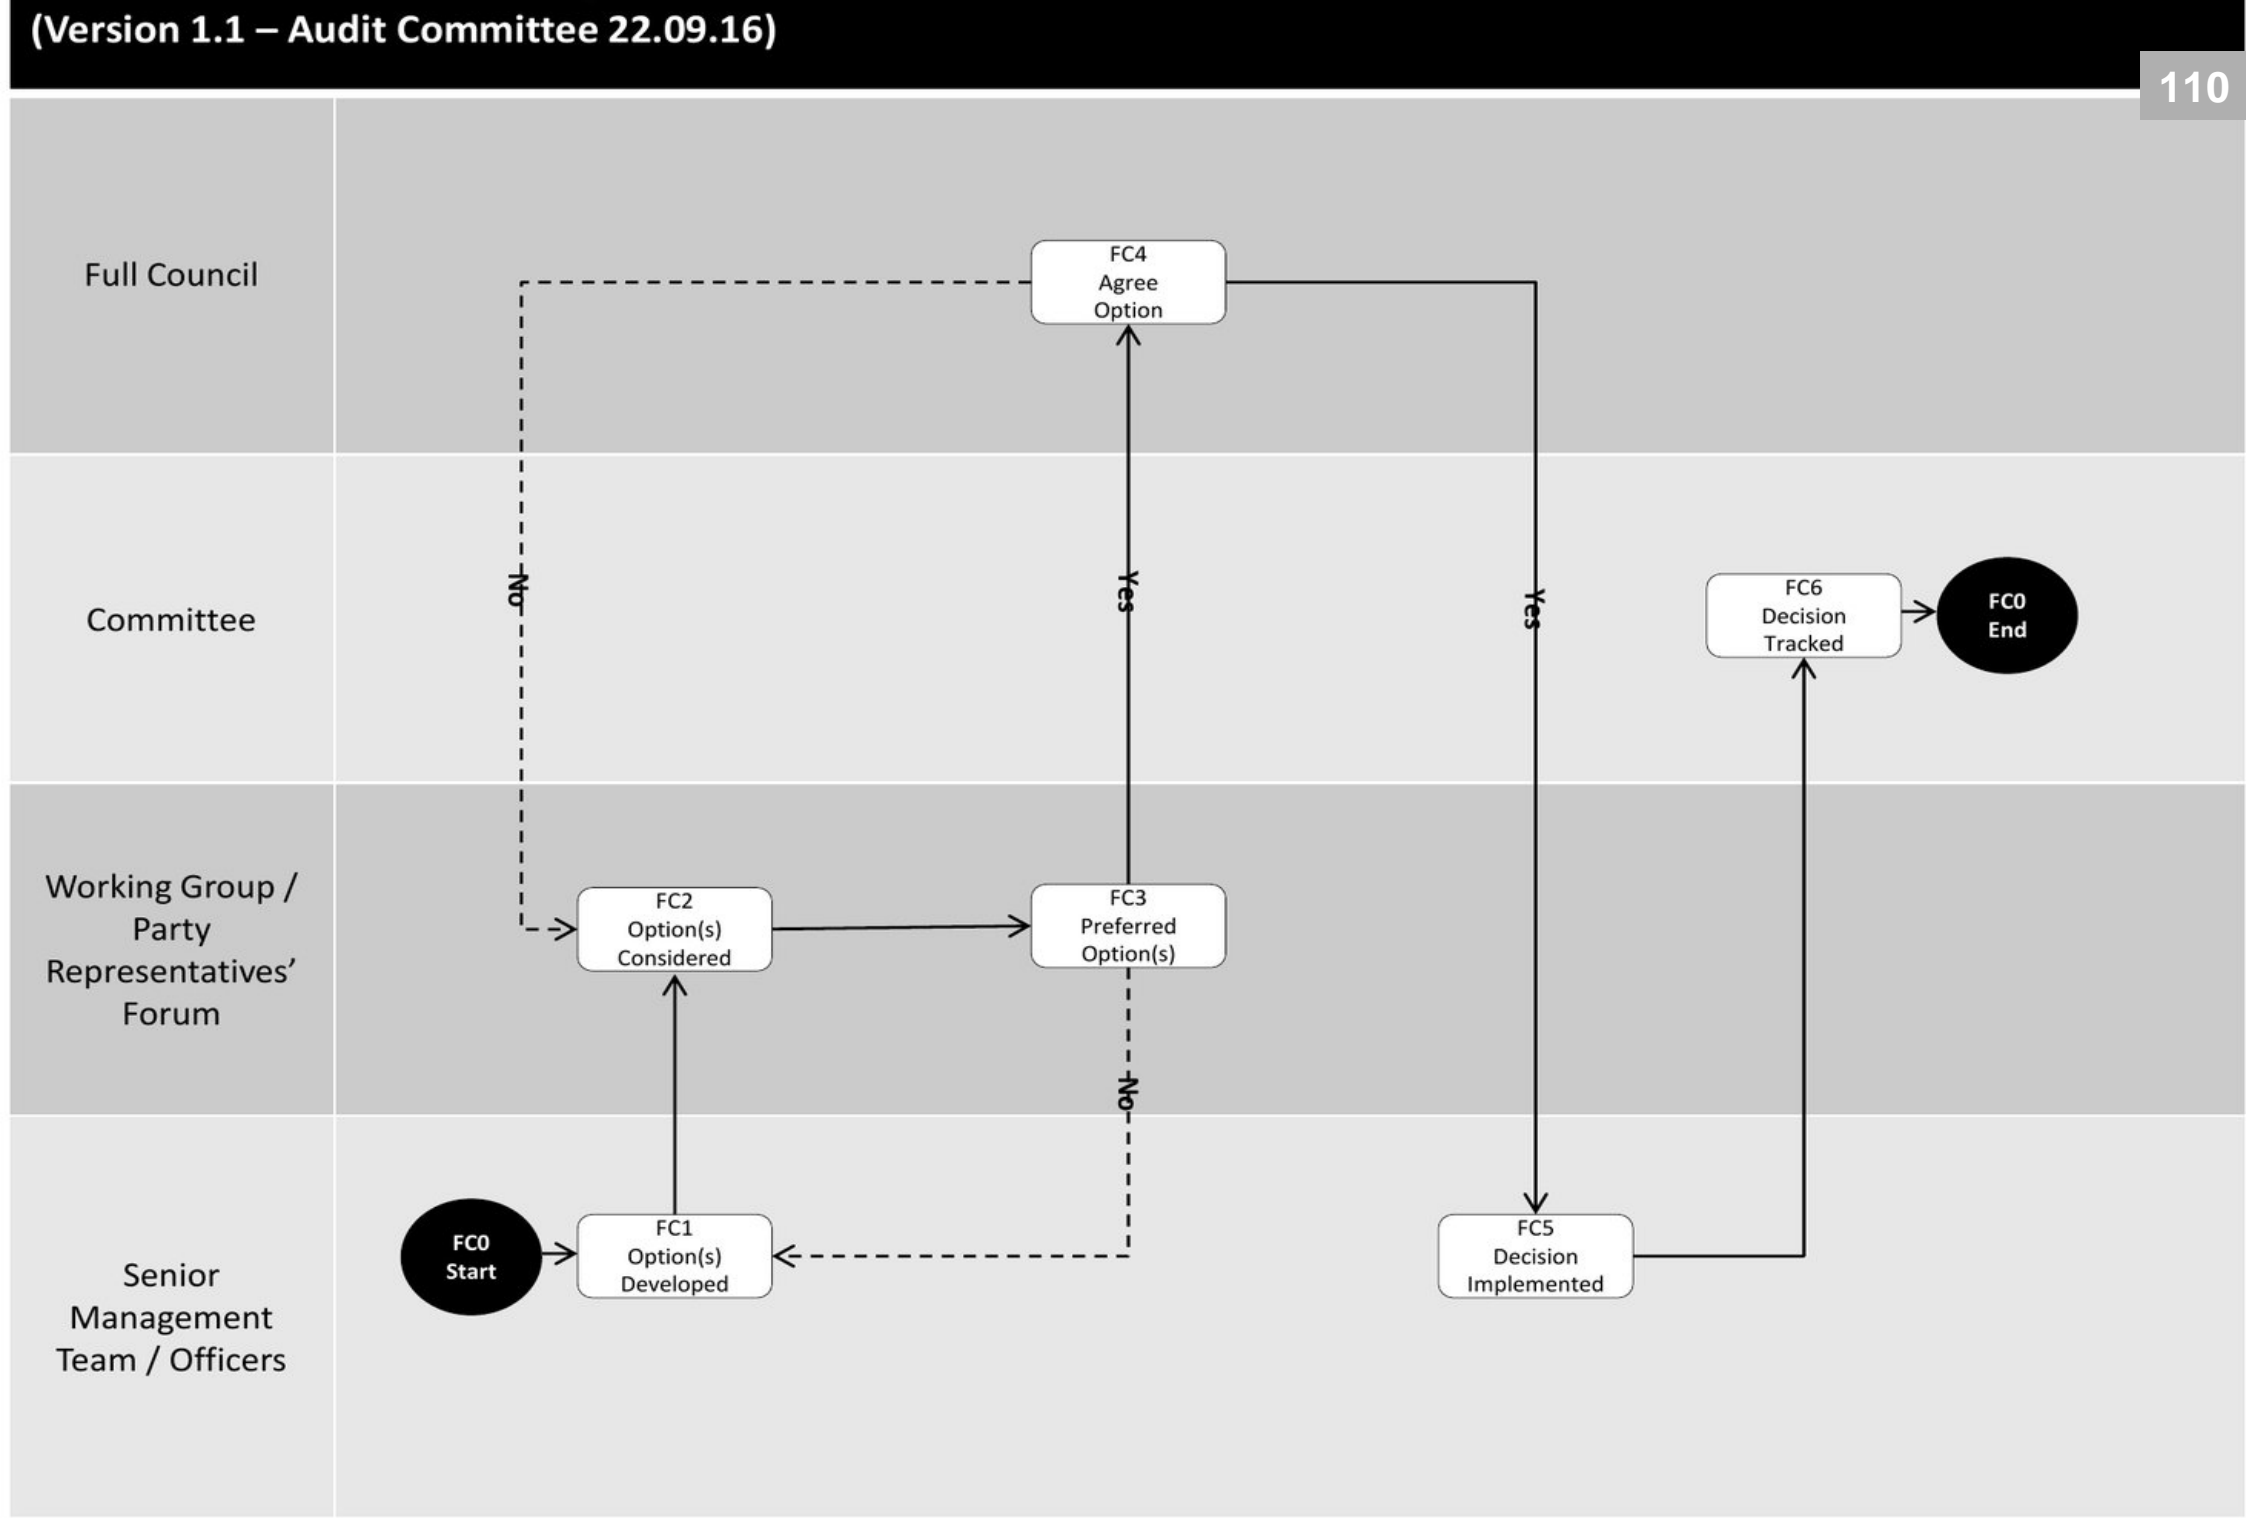 (Version 1.1 – Audit Committee 22.09.16)
110
Full Council
FC4
Agree
Option
Committee
No
Yes
Yes
FC6
Decision
Tracked
FC0
End
Working Group /
Party
Representatives’
Forum
FC2
Option(s)
Considered
FC3
Preferred
Option(s)
No
Senior
Management
Team / Officers
FC0
Start
FC1
Option(s)
Developed
FC5
Decision
Implemented